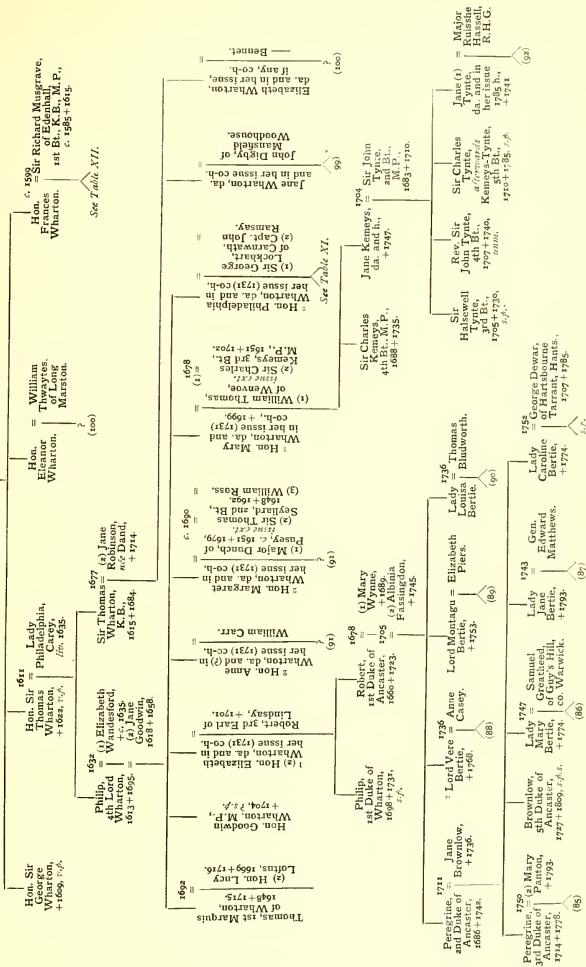 Hon. Sir
George
Wharton,
+1609, v.p.
1611
Hon. Sir
Thomas
Wharton,
+1622, v.p.
=
Lady
Philadelphia,
Carey,
liv. 1635.
Hon.
Eleanor
Wharton.
=
William
Thwaytes,
of Long
Marston.
?
(100)
c. 1599
Hon.
Frances
Wharton.
=Sir Richard Musgrave,
of Edenhall,
1st Bt., K.B., M.P.,
c. 1585+1615.
See Table XII.
1632
Philip,
4th Lord
Wharton,
1613+1695.
=
(1) Elizabeth
Wandesford,
+c. 1635.
(2) Jane
Goodwin,
1618+1658.
1677
Sir Thomas
Wharton,
K.B.,
1615+1684.
=
(2) Jane
Robinson,
née Dand,
+1714.
1692
Thomas, 1st Marquis
of Wharton,
1648+1715.
=
(2) Hon. Lucy
Loftus, 1669+1716.
Hon. Goodwin
Wharton, M.P.,
+1704, ? s.p.
1 (2) Hon. Elizabeth
Wharton, da. and in
her issue (1731) co-h.
=
Robert, 3rd Earl of
Lindsay, +1701.
2 Hon. Anne
Wharton, da. and (?) in
her issue (1731) co-h.
=
William Carr.
(91)
c. 1690
2 Hon. Margaret
Wharton, da. and in
her issue (1731) co-h.
=
(1) Major Dunch, of
Pusey, c. 1651+1679,
issue ext.
(2) Sir Thomas
Seyliard, 2nd Bt.,
1648+1692.
(3) William Ross.
(91)
1678
(1) =
2 Hon. Mary
Wharton, da. and
in her issue (1731)
co-h., +1699.
(1) William Thomas,
of Wenvoe,
issue ext.
(2) Sir Charles
Kemeys, 3rd Bt.,
M.P., 1651+1702.
2 Hon. Philadelphia
Wharton, da. and in
her issue (1731) co-h.
=
(1) Sir George
Lockhart,
of Carnwath.
(2) Capt. John
Ramsay.
See Table XI.
Jane Wharton, da.
and in her issue co-h.
=
John Digby, of
Mansfield
Woodhouse.
(99)
Elizabeth Wharton,
da. and in her issue,
if any, co-h.
=
— Bennet.
?
(100)
Philip,
1st Duke of
Wharton,
1698+1731,
s.p.
1678
Robert,
1st Duke of
Ancaster,
1660+1723.
=
(1) Mary
Wynne,
+1689.
1705
=
(2) Albinia
Fassingdon,
+1745.
Sir Charles
Kemeys,
4th Bt., M.P.,
1688+1735.
1704
Jane Kemeys,
da. and h.,
+1747.
=
Sir John
Tynte,
2nd Bt.,
M.P.,
1683+1710.
1711
Peregrine,
2nd Duke of
Ancaster,
1686+1742.
=
Jane
Brownlow,
+1736.
1736
Lord Vere
Bertie,
+1768.
=
Anne
Casey.
(88)
Lord Montagu
Bertie,
+1753.
=
Elizabeth
Piers.
(89)
1736
Lady
Louisa
Bertie.
=
Thomas
Bludworth.
(90)
Sir
Halsewell
Tynte,
3rd Bt.,
1705+1730,
s.p.
Rev. Sir
John Tynte,
4th Bt.,
1707+1740,
unm.
Sir Charles
Tynte,
afterwards
Kemeys-Tynte,
5th Bt.,
1710+1785, s.p.
Jane (1)
Tynte,
da. and in
her issue
1785 h.,
+1741
=
Major
Ruisshe
Hassell,
R.H.G.
(92)
1750
Peregrine,
3rd Duke of
Ancaster,
1714+1778.
=
(2) Mary
Panton,
+1793.
(85)
Brownlow,
5th Duke of
Ancaster,
1727+1809, s.p.s.
1747
Lady
Mary
Bertie,
+1774.
=
Samuel
Greatheed,
of Guy's Hill,
co. Warwick.
(86)
1743
Lady
Jane
Bertie,
+1793.
=
Gen.
Edward
Matthews.
(87)
1752
Lady
Caroline
Bertie,
+1774.
=
George Dewar,
of Hartsbourne
Tarrant, Hants.,
1707+1785.
s.p.